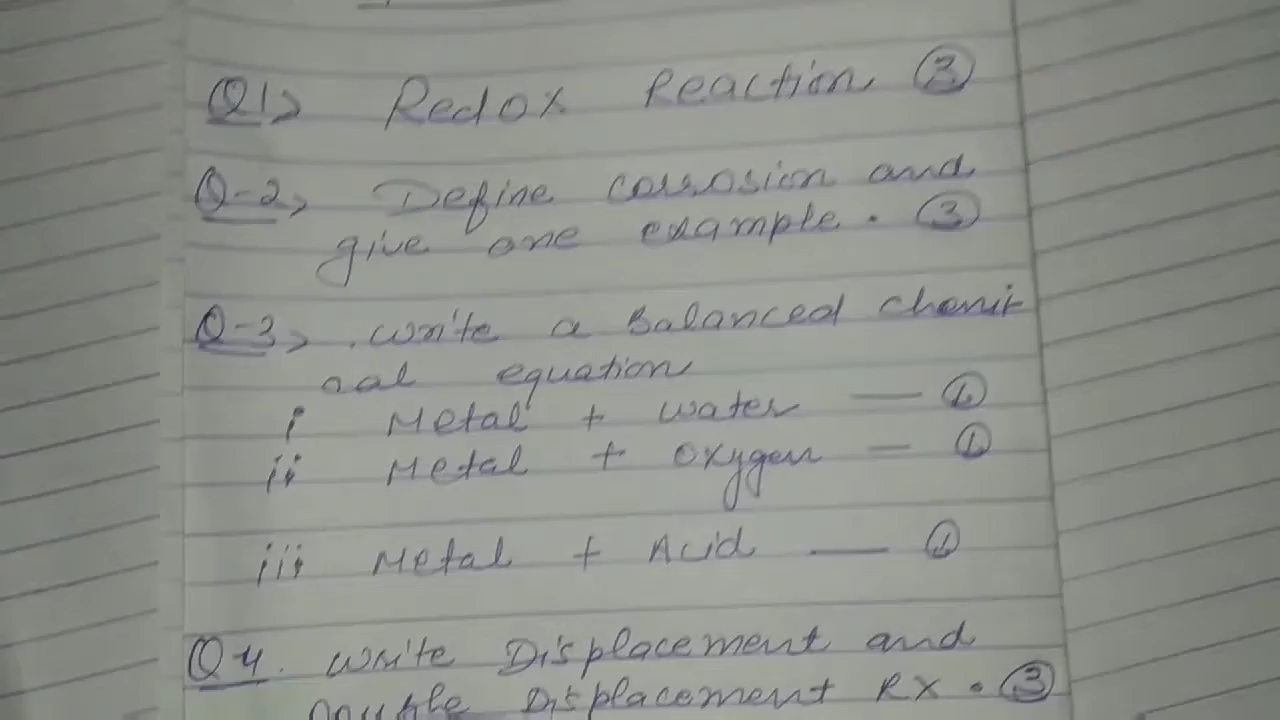 Q1> Redox Reaction ③
Q-2> Define corrosion and
give one example. ③
Q-3> . write a Balanced chemi
cal equation
i Metal + water — ①
ii Metal + oxygen — ①
iii Metal + Acid — ①
Q4. write Displacement and
Double Displacement RX. ③